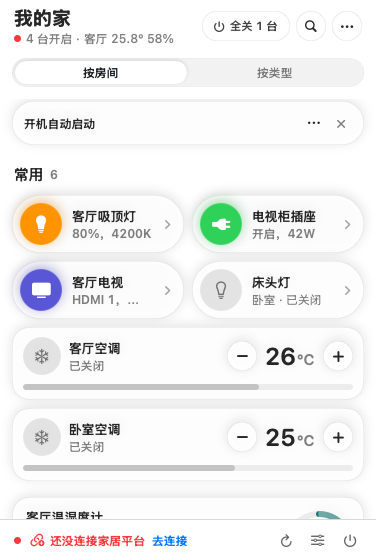 我的家
4 台开启 · 客厅 25.8° 58%
全关 1 台
按房间
按类型
开机自动启动
常用 6
客厅吸顶灯
80%，4200K
电视柜插座
开启，42W
客厅电视
HDMI 1，...
床头灯
卧室 · 已关闭
客厅空调
已关闭
26°C
卧室空调
已关闭
25°C
客厅温湿度计
还没连接家居平台 去连接